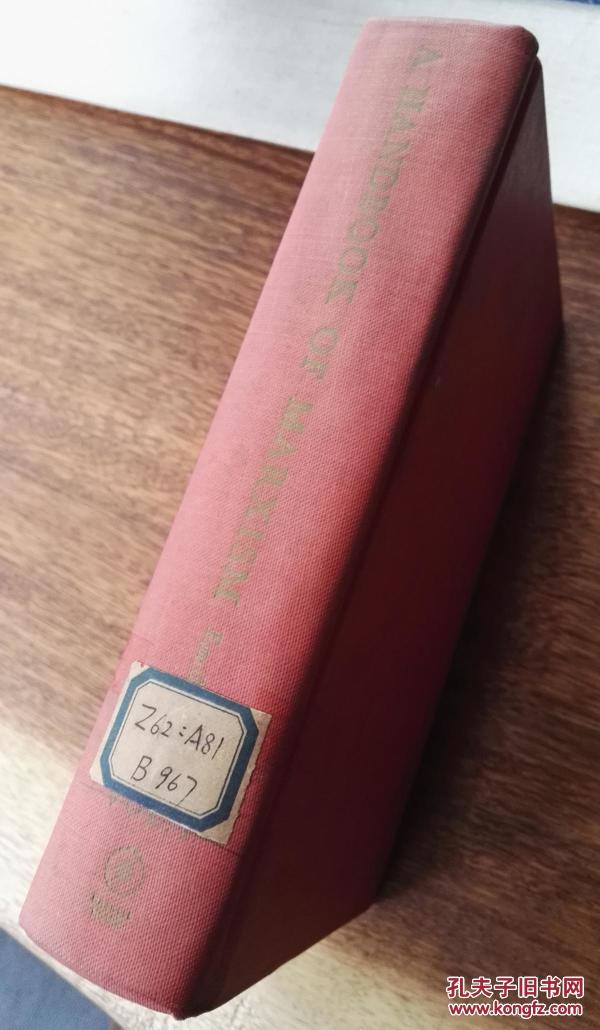 A HANDBOOK OF MARXISM
Z62:A81
B967
孔夫子旧书网
www.kongfz.com